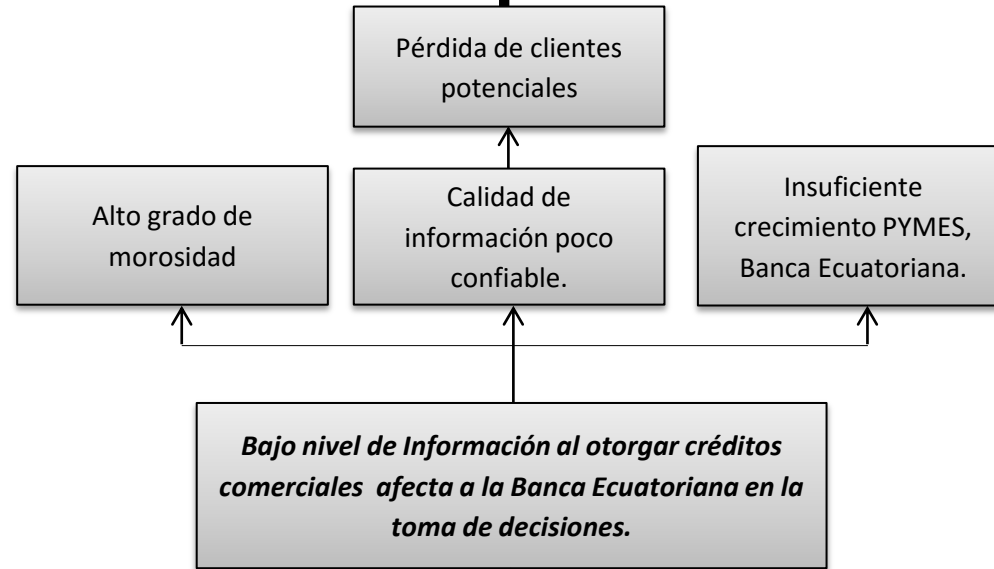 Pérdida de clientes
potenciales
Alto grado de
morosidad
Calidad de
información poco
confiable.
Insuficiente
crecimiento PYMES,
Banca Ecuatoriana.
Bajo nivel de Información al otorgar créditos
comerciales afecta a la Banca Ecuatoriana en la
toma de decisiones.